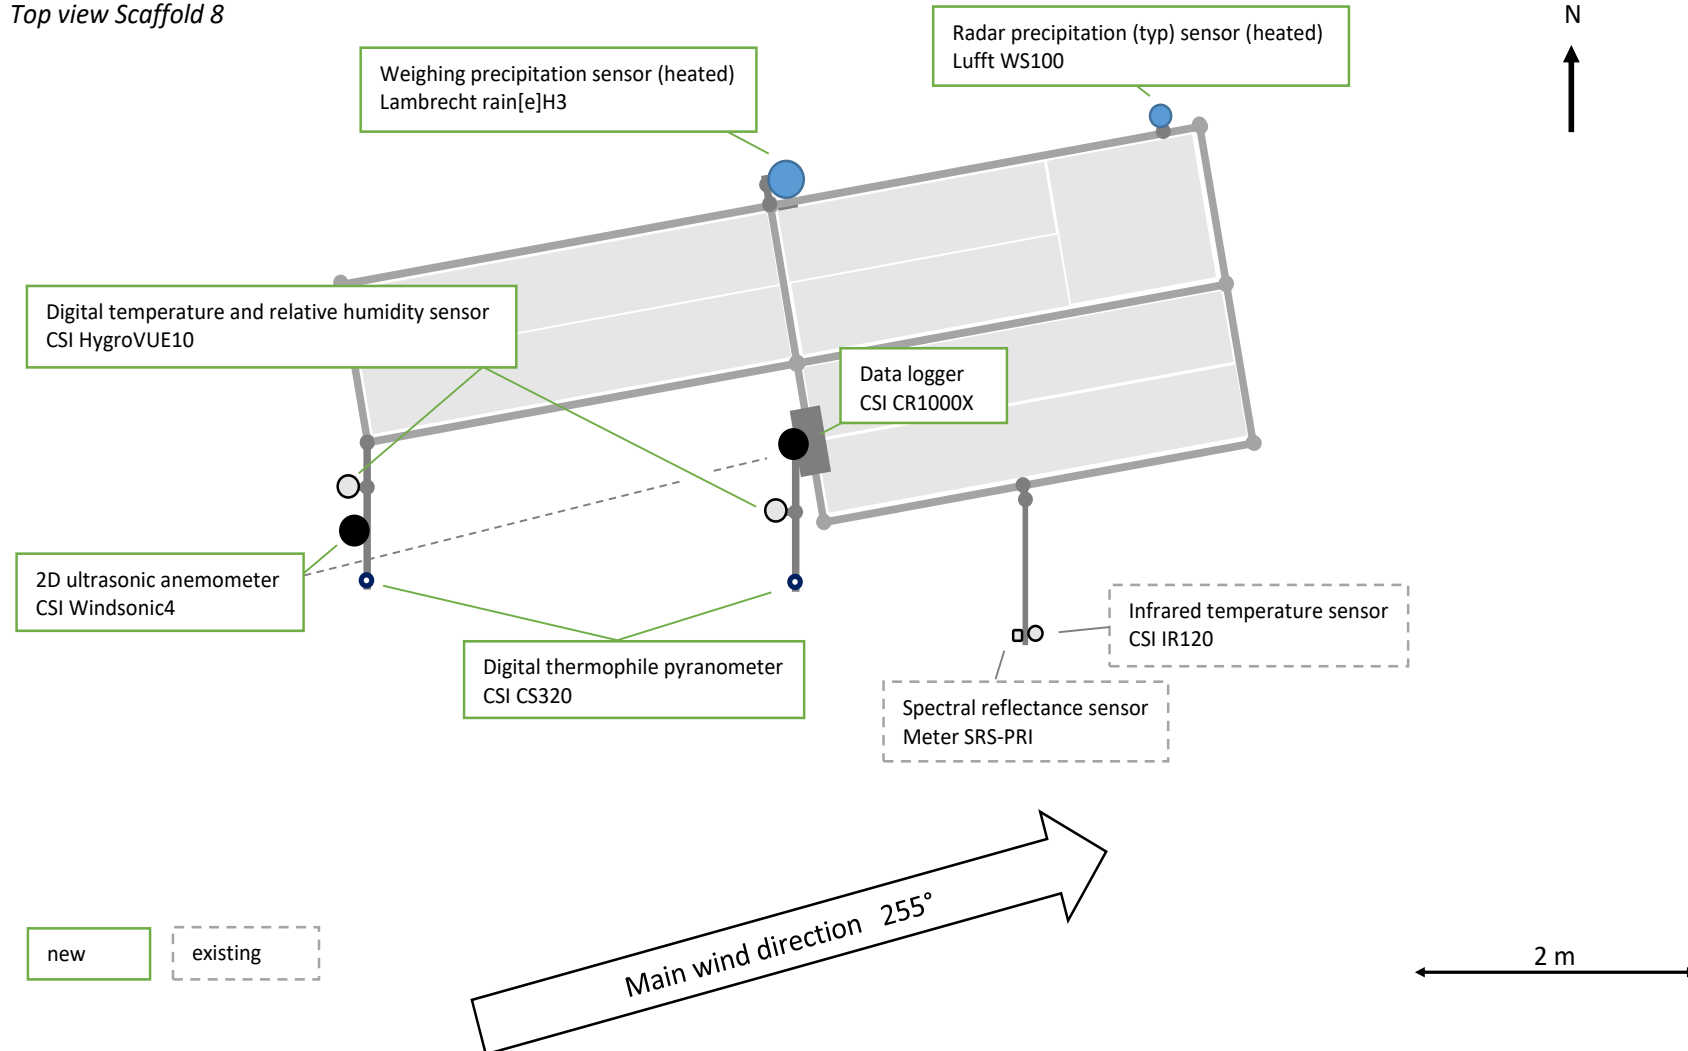 Top view Scaffold 8
N
Radar precipitation (typ) sensor (heated)
Lufft WS100
Weighing precipitation sensor (heated)
Lambrecht rain[e]H3
Digital temperature and relative humidity sensor
CSI HygroVUE10
Data logger
CSI CR1000X
2D ultrasonic anemometer
CSI Windsonic4
Infrared temperature sensor
CSI IR120
Digital thermophile pyranometer
CSI CS320
Spectral reflectance sensor
Meter SRS-PRI
Main wind direction 255°
new
existing
2 m